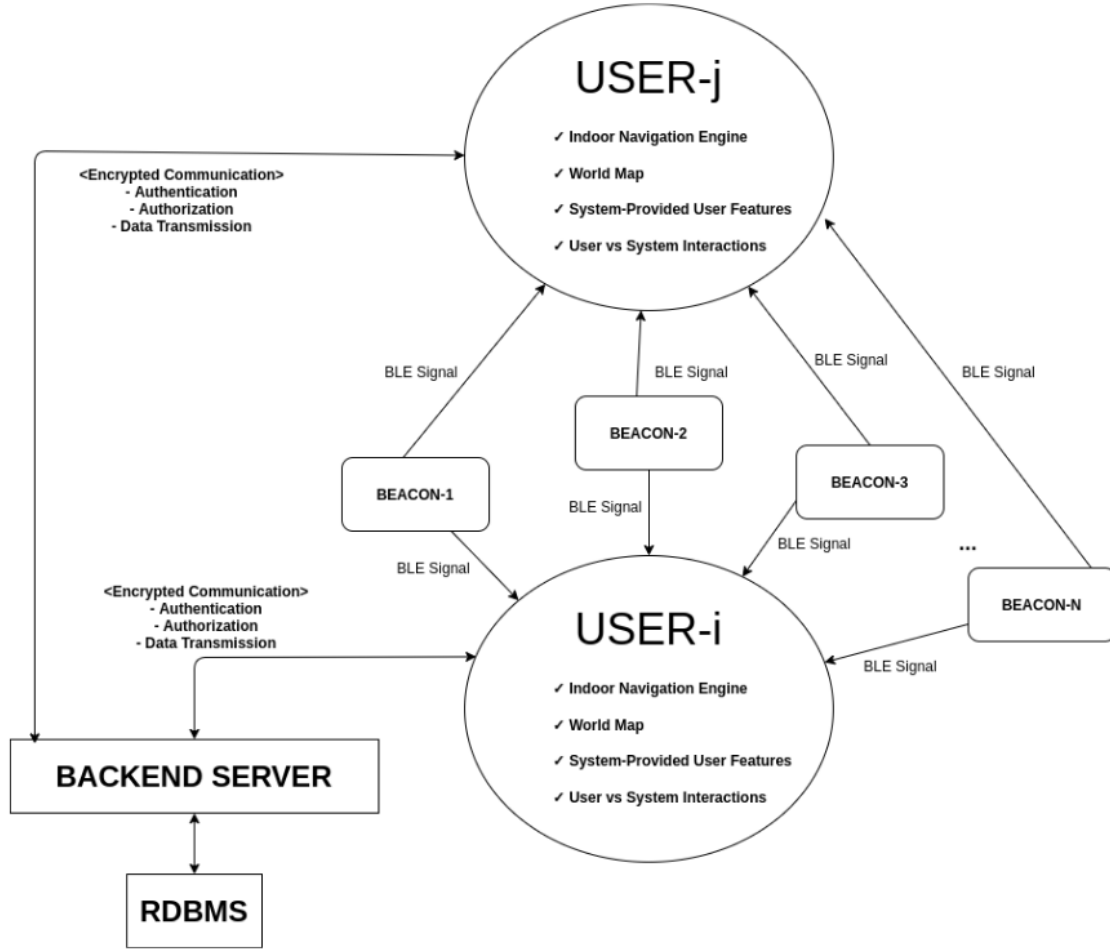 USER-j
✓ Indoor Navigation Engine
✓ World Map
✓ System-Provided User Features
✓ User vs System Interactions
<Encrypted Communication>
- Authentication
- Authorization
- Data Transmission
BLE Signal
BLE Signal
BLE Signal
BLE Signal
BEACON-1
BEACON-2
BEACON-3
...
BEACON-N
BLE Signal
BLE Signal
BLE Signal
BLE Signal
<Encrypted Communication>
- Authentication
- Authorization
- Data Transmission
USER-i
✓ Indoor Navigation Engine
✓ World Map
✓ System-Provided User Features
✓ User vs System Interactions
BACKEND SERVER
RDBMS